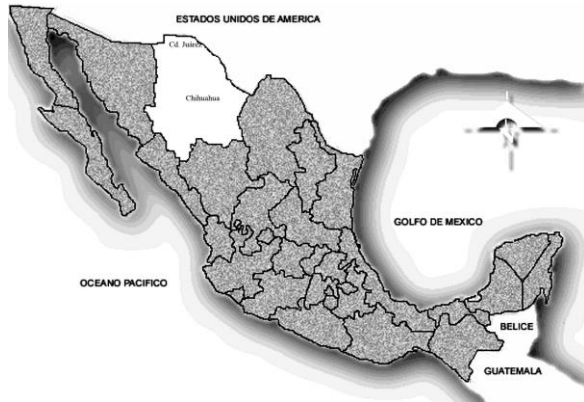 ESTADOS UNIDOS DE AMERICA
Cd. Juárez
Chihuahua
GOLFO DE MEXICO
OCEANO PACIFICO
BELICE
GUATEMALA